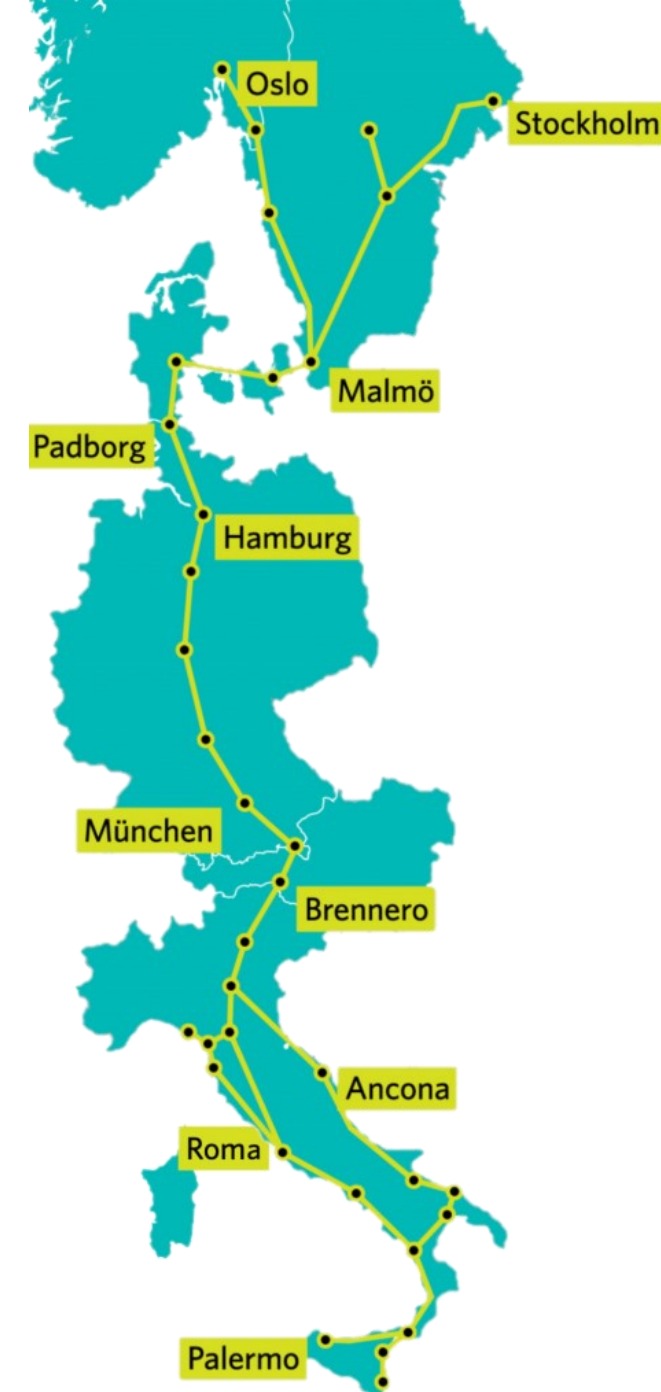 Oslo
Stockholm
Malmö
Padborg
Hamburg
München
Brennero
Ancona
Roma
Palermo